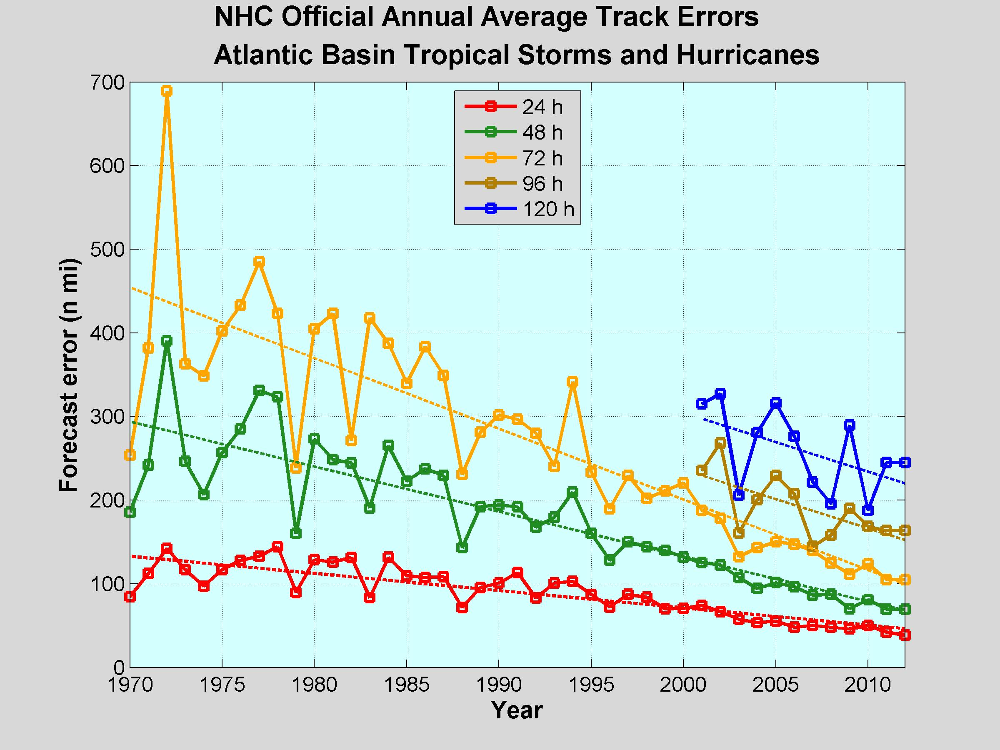 NHC Official Annual Average Track Errors
Atlantic Basin Tropical Storms and Hurricanes
700
600
500
400
300
200
100
0
Forecast error (n mi)
24 h
48 h
72 h
96 h
120 h
1970 1975 1980 1985 1990 1995 2000 2005 2010
Year